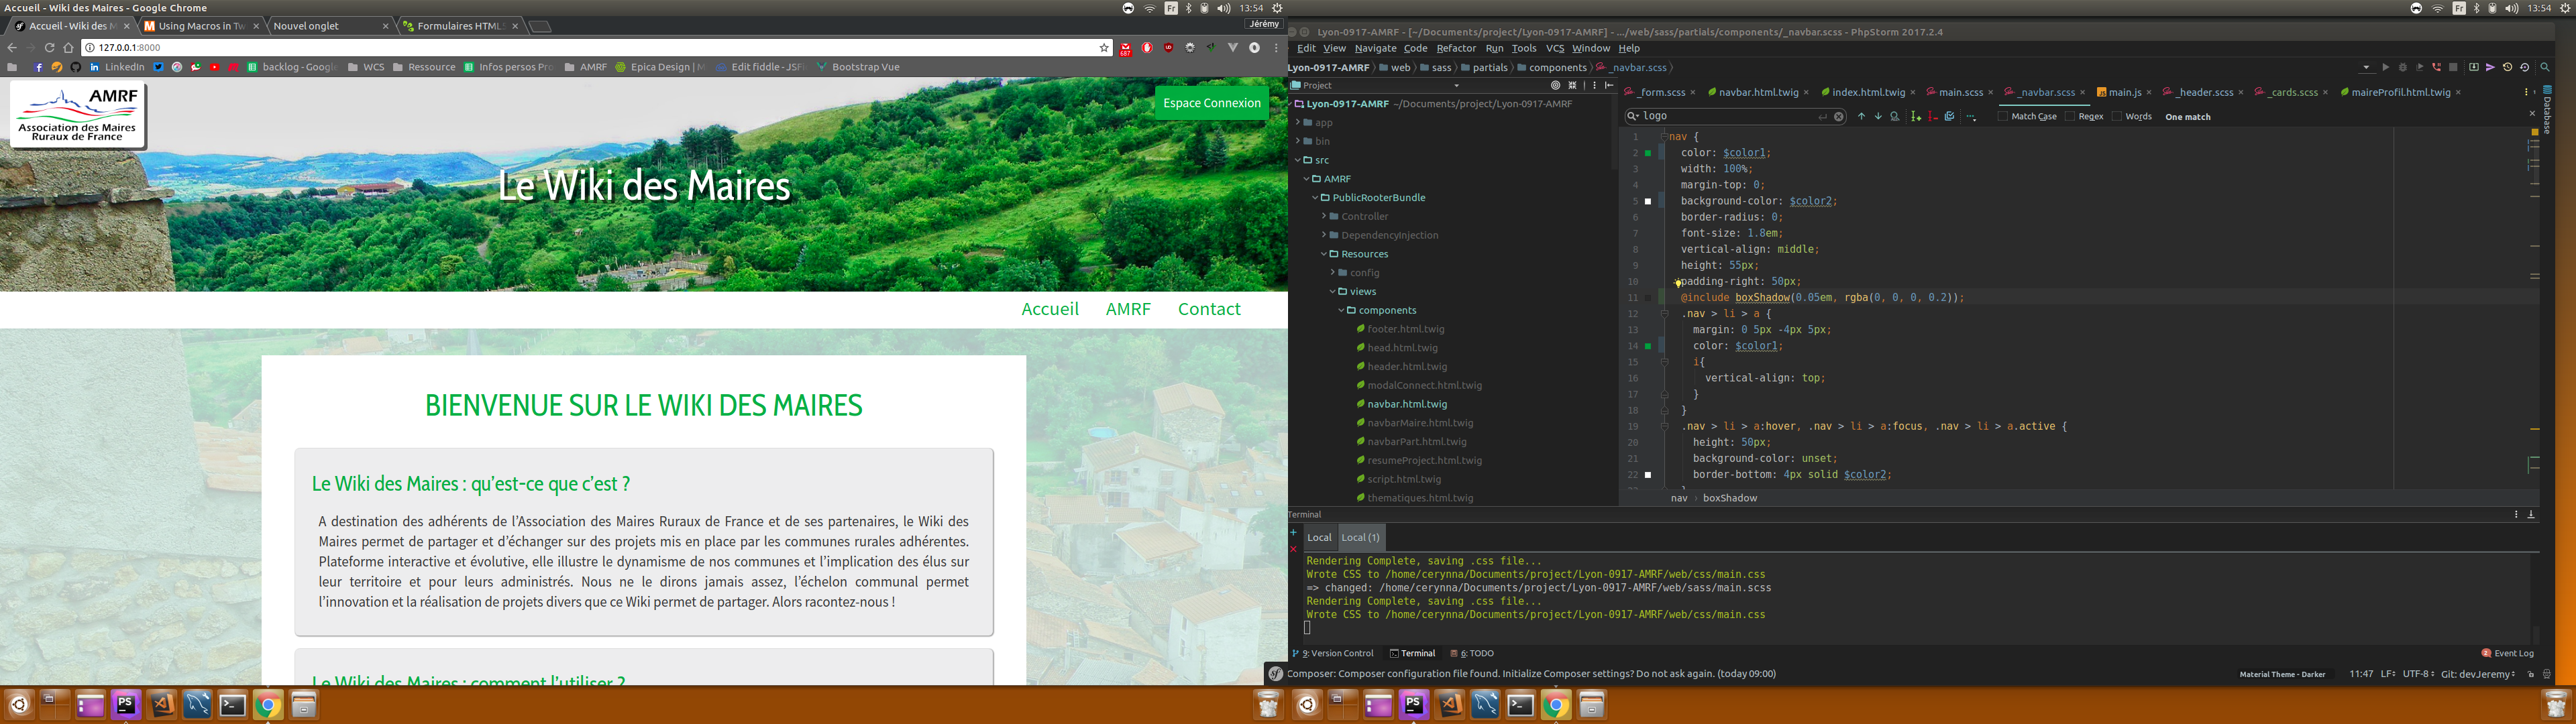 Accueil - Wiki des Maires - Google Chrome
Fr
13:54
Accueil - Wiki des M
Using Macros in Tw
Nouvel onglet
Formulaires HTML5
Jérémy
127.0.0.1:8000
LinkedIn
backlog - Google
WCS
Ressource
Infos persos Pro
AMRF
Epica Design | M
Edit fiddle - JSFi
Bootstrap Vue
AMRF
Association des Maires
Ruraux de France
Espace Connexion
Le Wiki des Maires
Accueil
AMRF
Contact
BIENVENUE SUR LE WIKI DES MAIRES
Le Wiki des Maires : qu'est-ce que c'est ?
A destination des adhérents de l'Association des Maires Ruraux de France et de ses partenaires, le Wiki des
Maires permet de partager et d'échanger sur des projets mis en place par les communes rurales adhérentes.
Plateforme interactive et évolutive, elle illustre le dynamisme de nos communes et l'implication des élus sur
leur territoire et pour leurs administrés. Nous ne le dirons jamais assez, l'échelon communal permet
l'innovation et la réalisation de projets divers que ce Wiki permet de partager. Alors racontez-nous !
Le Wiki des Maires : comment l'utiliser ?
Fr
13:54
Lyon-0917-AMRF - [~/Documents/project/Lyon-0917-AMRF] - .../web/sass/partials/components/_navbar.scss - PhpStorm 2017.2.4
Edit View Navigate Code Refactor Run Tools VCS Window Help
Lyon-0917-AMRF
web
sass
partials
components
_navbar.scss
Project
Lyon-0917-AMRF ~/Documents/project/Lyon-0917-AMRF
app
bin
src
AMRF
PublicRooterBundle
Controller
DependencyInjection
Resources
config
views
components
footer.html.twig
head.html.twig
header.html.twig
modalConnect.html.twig
navbar.html.twig
navbarMaire.html.twig
navbarPart.html.twig
resumeProject.html.twig
script.html.twig
thematiques.html.twig
_form.scss
navbar.html.twig
index.html.twig
main.scss
_navbar.scss
main.js
_header.scss
_cards.scss
maireProfil.html.twig
logo
Match Case
Regex
Words
One match
Database
1 nav {
2 color: $color1;
3 width: 100%;
4 margin-top: 0;
5 background-color: $color2;
6 border-radius: 0;
7 font-size: 1.8em;
8 vertical-align: middle;
9 height: 55px;
10 padding-right: 50px;
11 @include boxShadow(0.05em, rgba(0, 0, 0, 0.2));
12 .nav > li > a {
13 margin: 0 5px -4px 5px;
14 color: $color1;
15 i{
16 vertical-align: top;
17 }
18 }
19 .nav > li > a:hover, .nav > li > a:focus, .nav > li > a.active {
20 height: 50px;
21 background-color: unset;
22 border-bottom: 4px solid $color2;
nav
boxShadow
Terminal
Local
Local (1)
Rendering Complete, saving .css file...
Wrote CSS to /home/cerynna/Documents/project/Lyon-0917-AMRF/web/css/main.css
=> changed: /home/cerynna/Documents/project/Lyon-0917-AMRF/web/sass/main.scss
Rendering Complete, saving .css file...
Wrote CSS to /home/cerynna/Documents/project/Lyon-0917-AMRF/web/css/main.css
9: Version Control
Terminal
6: TODO
Event Log
Composer: Composer configuration file found. Initialize Composer settings? Do not ask again. (today 09:00)
Material Theme - Darker
11:47
LF
UTF-8
Git: devJeremy